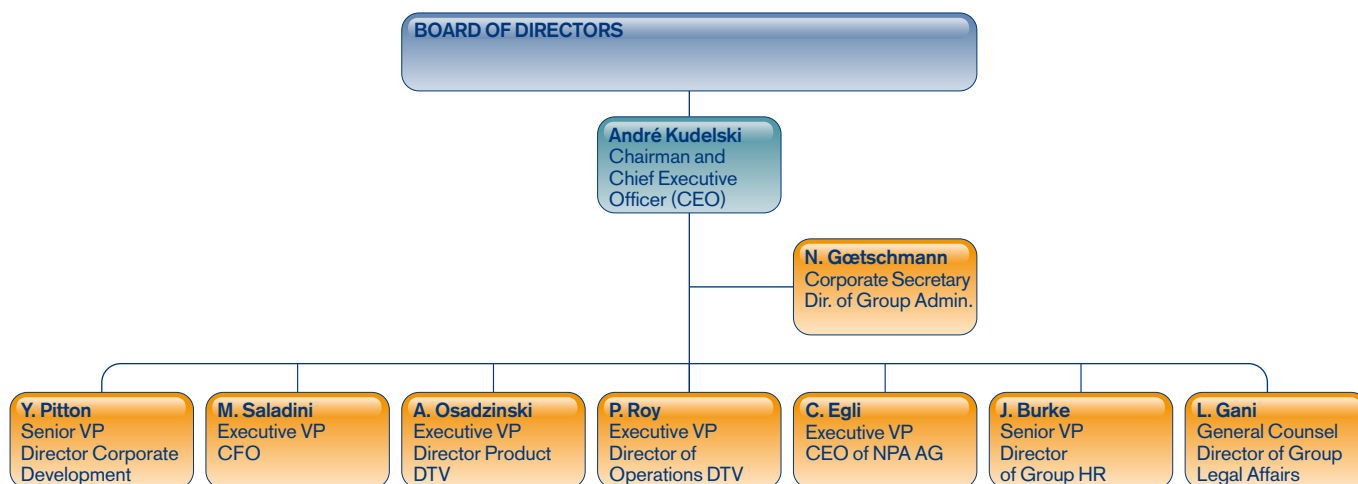 BOARD OF DIRECTORS
André Kudelski
Chairman and
Chief Executive
Officer (CEO)
N. Gœtschmann
Corporate Secretary
Dir. of Group Admin.
Y. Pitton
Senior VP
Director Corporate
Development
M. Saladini
Executive VP
CFO
A. Osadzinski
Executive VP
Director Product
DTV
P. Roy
Executive VP
Director of
Operations DTV
C. Egli
Executive VP
CEO of NPA AG
J. Burke
Senior VP
Director
of Group HR
L. Gani
General Counsel
Director of Group
Legal Affairs